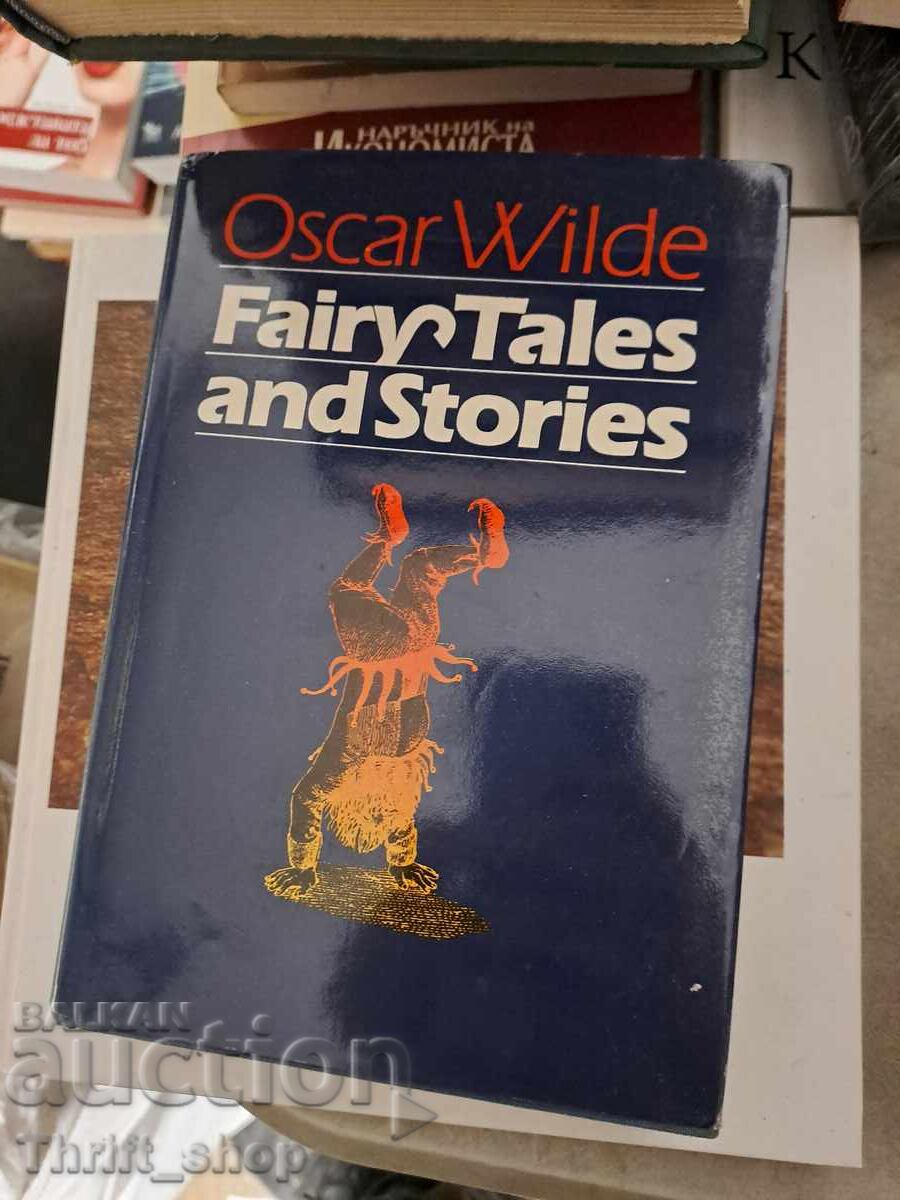 K
НАРЪЧНИК на
ИКОНОМИСТА
Oscar Wilde
Fairy Tales
and Stories
BALKAN
auction
Thrift_shop